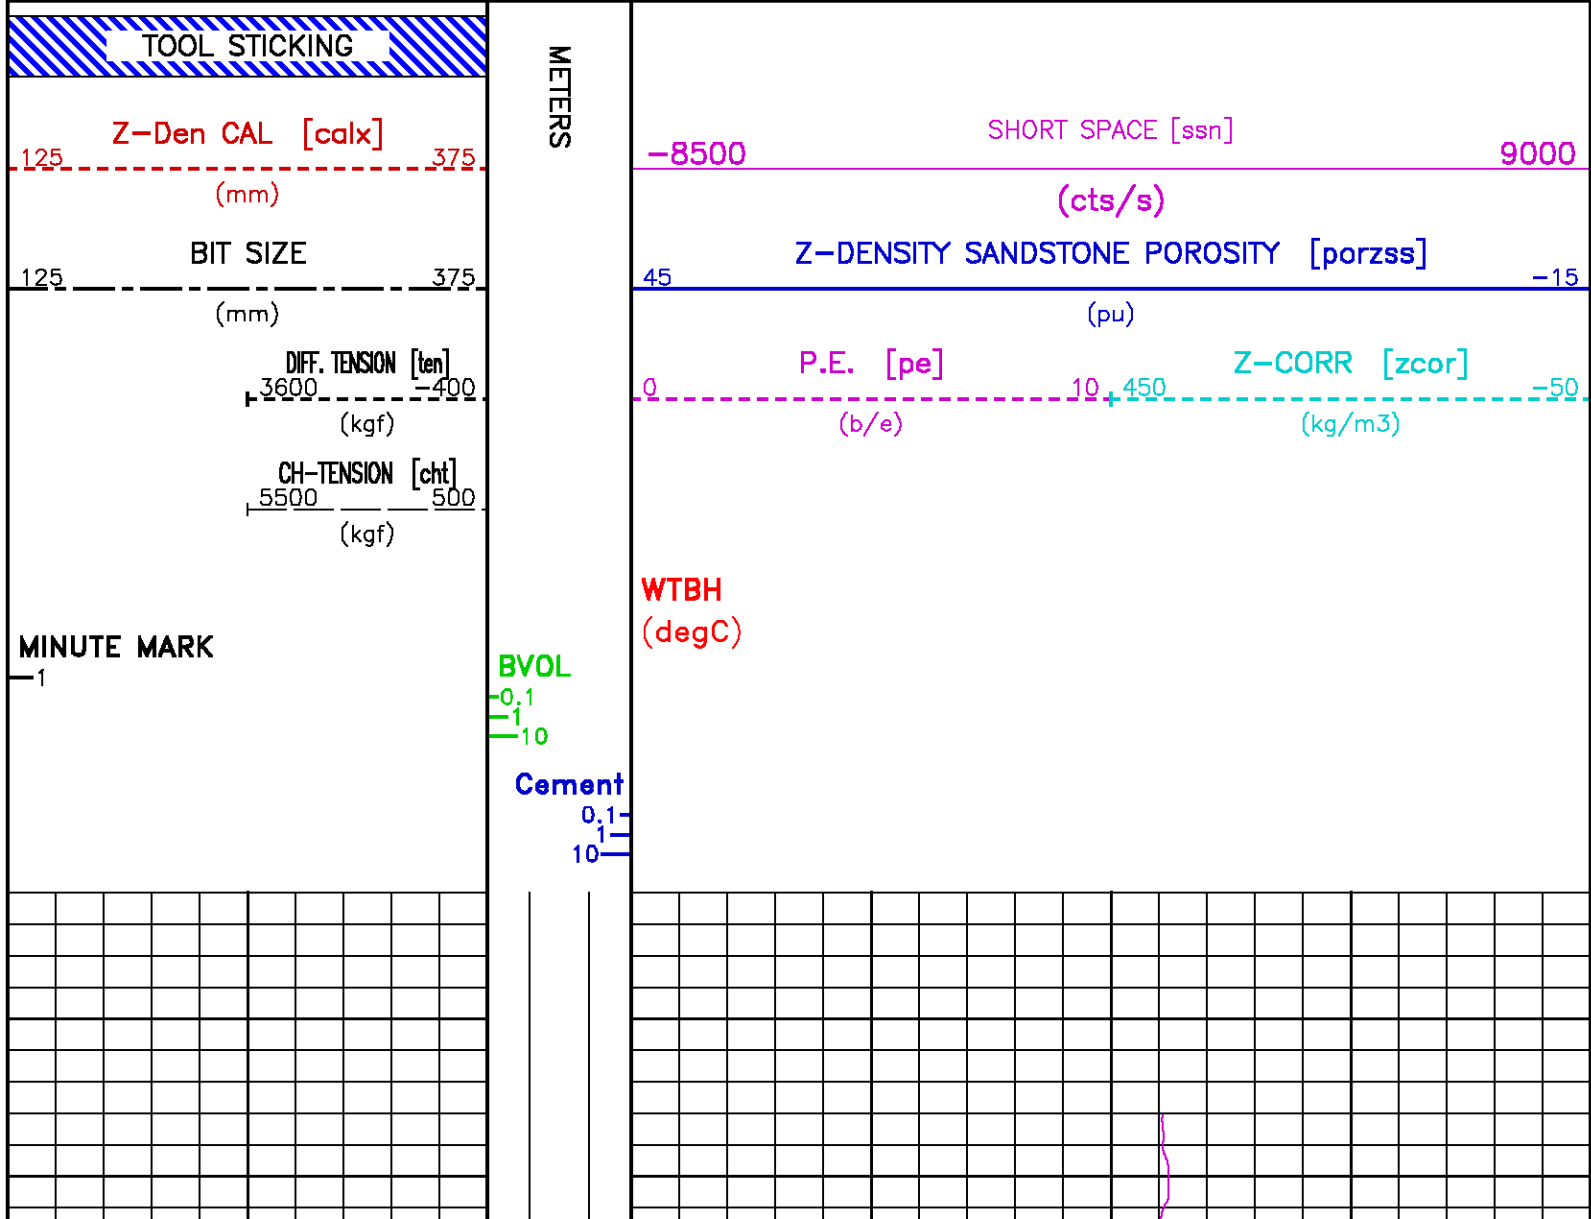 TOOL STICKING
Z-Den CAL [calx]
125 375
(mm)
BIT SIZE
125 375
(mm)
DIFF. TENSION [ten]
3600 -400
(kgf)
CH-TENSION [cht]
5500 500
(kgf)
MINUTE MARK
1
METERS
BVOL
0.1
1
10
Cement
0.1
1
10
SHORT SPACE [ssn]
-8500 9000
(cts/s)
Z-DENSITY SANDSTONE POROSITY [porzss]
45 -15
(pu)
P.E. [pe]
0 10
(b/e)
Z-CORR [zcor]
450 -50
(kg/m3)
WTBH
(degC)